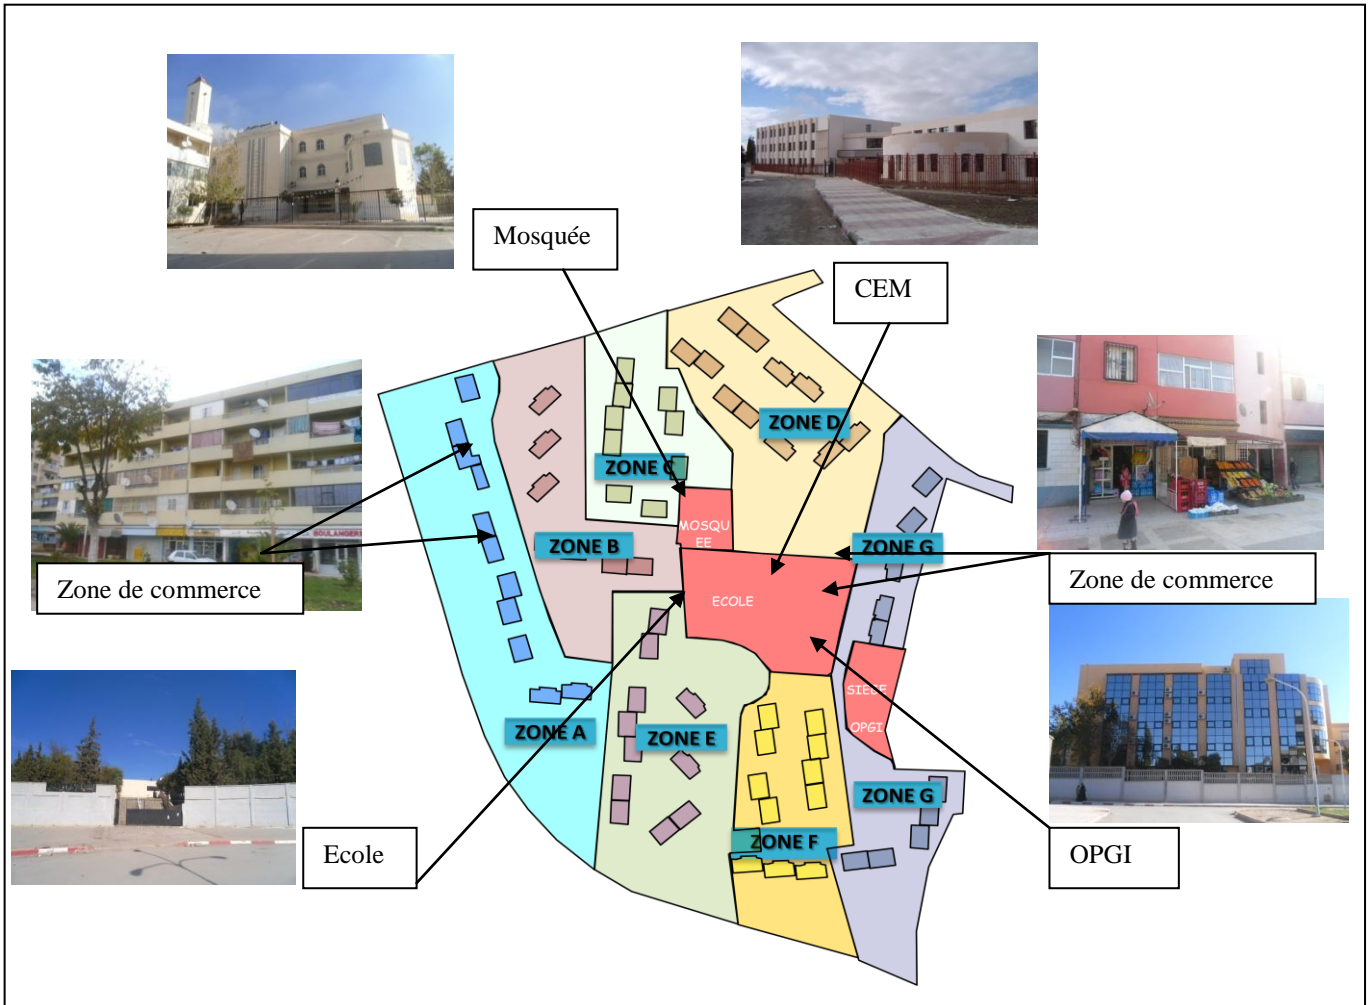 Mosquée
CEM
ZONE D
ZONE C
MOSQU
EE
ZONE B
ZONE G
BOULANGER
Zone de commerce
Zone de commerce
ECOLE
SIEGE
OPGI
ZONE A
ZONE E
ZONE G
ZONE F
Ecole
OPGI